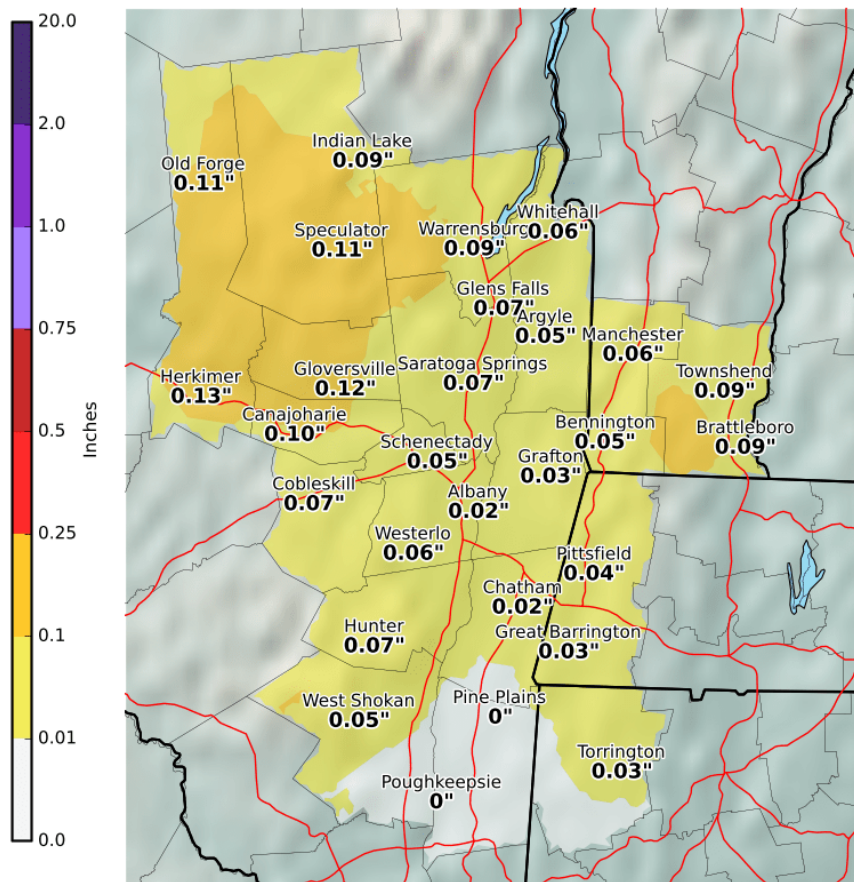 20.0
2.0
1.0
0.75
0.5
0.25
0.1
0.01
0.0
Inches
Indian Lake
0.09"
Old Forge
0.11"
Speculator
0.11"
Warrensburg
0.09"
Whitehall
0.06"
Glens Falls
0.07"
Argyle
0.05"
Manchester
0.06"
Herkimer
0.13"
Gloversville
0.12"
Saratoga Springs
0.07"
Townshend
0.09"
Canajoharie
0.10"
Schenectady
0.05"
Bennington
0.05"
Brattleboro
0.09"
Grafton
0.03"
Cobleskill
0.07"
Albany
0.02"
Westerlo
0.06"
Pittsfield
0.04"
Chatham
0.02"
Hunter
0.07"
Great Barrington
0.03"
West Shokan
0.05"
Pine Plains
0"
Torrington
0.03"
Poughkeepsie
0"